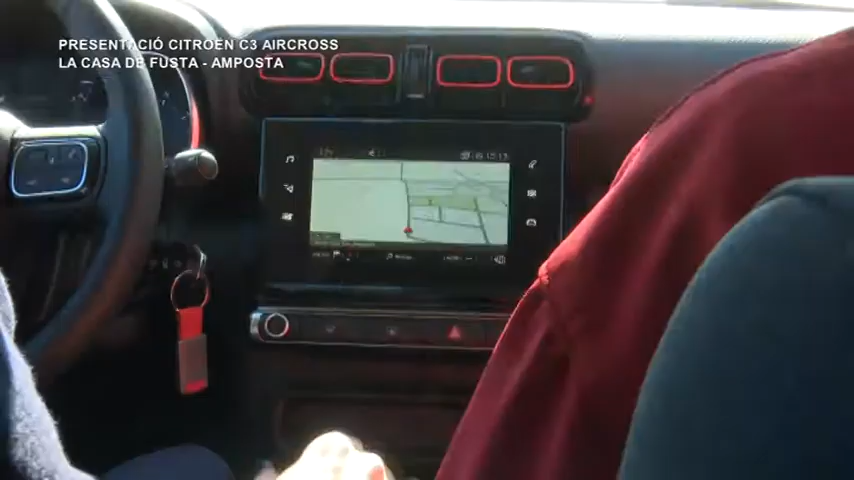 PRESENTACIÓ CITROËN C3 AIRCROSS
LA CASA DE FUSTA - AMPOSTA